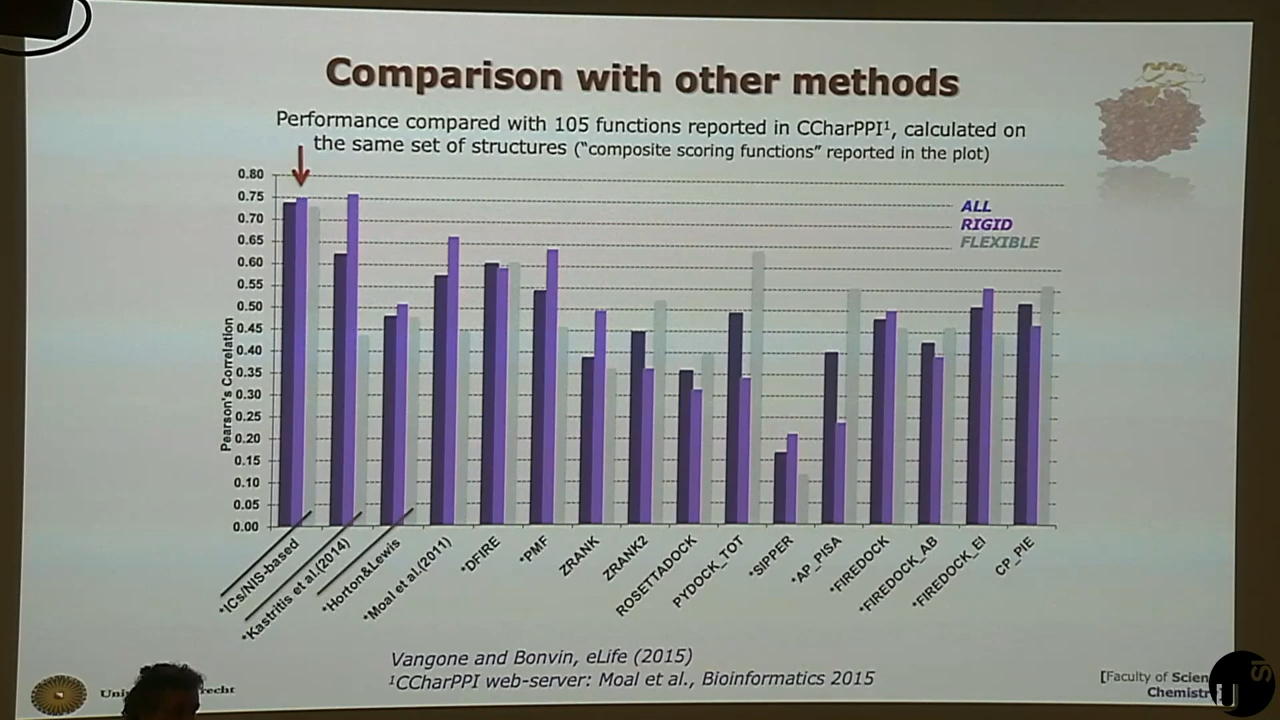 Comparison with other methods
Performance compared with 105 functions reported in CCharPPI¹, calculated on
the same set of structures ("composite scoring functions" reported in the plot)
0.80
0.75
0.70
0.65
0.60
0.55
0.50
0.45
0.40
0.35
0.30
0.25
0.20
0.15
0.10
0.05
0.00
Pearson's Correlation
ALL
RIGID
FLEXIBLE
*ICs/NIS-based
*Kastritis et al.(2014)
*Horton&Lewis
*Moal et al.(2011)
*DFIRE
*PMF
ZRANK
ZRANK2
ROSETTADOCK
PYDOCK_TOT
*SIPPER
*AP_PISA
*FIREDOCK
*FIREDOCK_AB
*FIREDOCK_EI
CP_PIE
Vangone and Bonvin, eLife (2015)
¹CCharPPI web-server: Moal et al., Bioinformatics 2015
[Faculty of
Chemistr